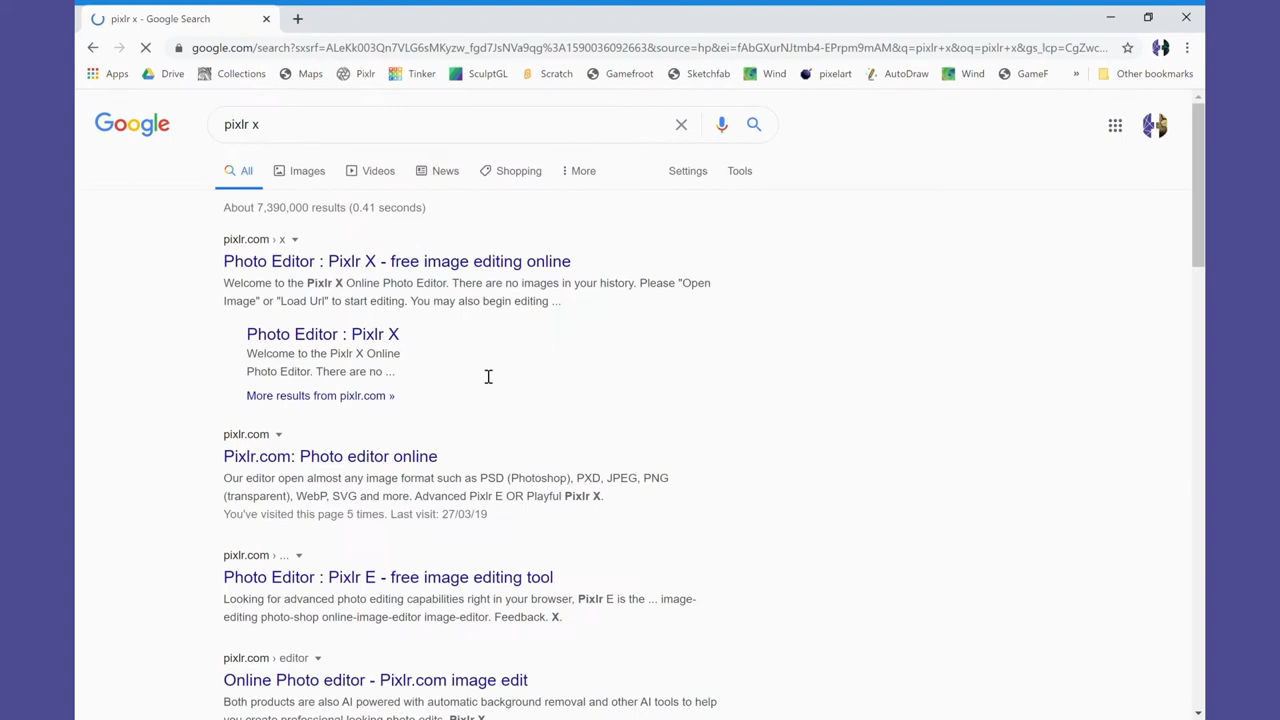 pixlr x - Google Search
google.com/search?sxsrf=ALeKk003Qn7VLG6sMKyzw_fgd7JsNVa9qg%3A1590036092663&source=hp&ei=fAbGXurNJtmb4-EPrpm9mAM&q=pixlr+x&oq=pixlr+x&gs_lcp=CgZwc...
Apps Drive Collections Maps Pixlr Tinker SculptGL Scratch Gamefroot Sketchfab Wind pixelart AutoDraw Wind GameF » Other bookmarks
Google pixlr x
All Images Videos News Shopping More Settings Tools
About 7,390,000 results (0.41 seconds)
pixlr.com › x
Photo Editor : Pixlr X - free image editing online
Welcome to the Pixlr X Online Photo Editor. There are no images in your history. Please "Open
Image" or "Load Url" to start editing. You may also begin editing ...
Photo Editor : Pixlr X
Welcome to the Pixlr X Online
Photo Editor. There are no ...
More results from pixlr.com »
pixlr.com
Pixlr.com: Photo editor online
Our editor open almost any image format such as PSD (Photoshop), PXD, JPEG, PNG
(transparent), WebP, SVG and more. Advanced Pixlr E OR Playful Pixlr X.
You've visited this page 5 times. Last visit: 27/03/19
pixlr.com › ...
Photo Editor : Pixlr E - free image editing tool
Looking for advanced photo editing capabilities right in your browser, Pixlr E is the ... image-
editing photo-shop online-image-editor image-editor. Feedback. X.
pixlr.com › editor
Online Photo editor - Pixlr.com image edit
Both products are also AI powered with automatic background removal and other AI tools to help
you create professional looking photo edits. Pixlr X